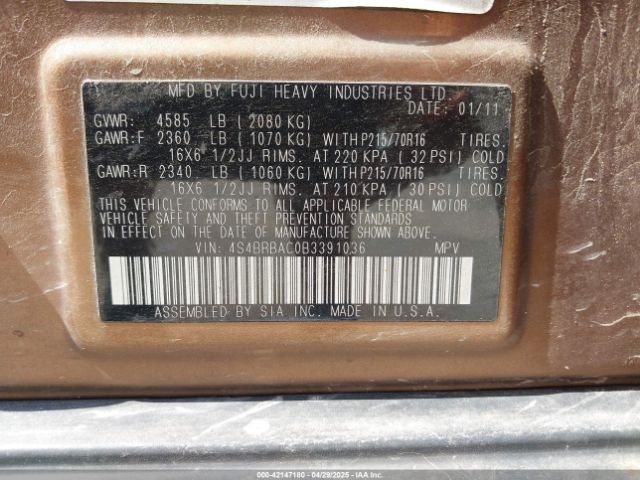 MFD BY FUJI HEAVY INDUSTRIES LTD.
DATE: 01/11
GVWR: 4585 LB ( 2080 KG)
GAWR:F 2360 LB ( 1070 KG) WITH P215/70R16 TIRES.
16X6 1/2JJ RIMS. AT 220 KPA ( 32 PSI) COLD
GAWR:R 2340 LB ( 1060 KG) WITH P215/70R16 TIRES.
16X6 1/2JJ RIMS. AT 210 KPA ( 30 PSI) COLD
THIS VEHICLE CONFORMS TO ALL APPLICABLE FEDERAL MOTOR
VEHICLE SAFETY AND THEFT PREVENTION STANDARDS
IN EFFECT ON THE DATE OF MANUFACTURE SHOWN ABOVE.
VIN: 4S4BRBAC0B3391036 MPV
ASSEMBLED BY SIA INC. MADE IN U.S.A.
000-42147180 - 04/29/2025 - IAAI.COM